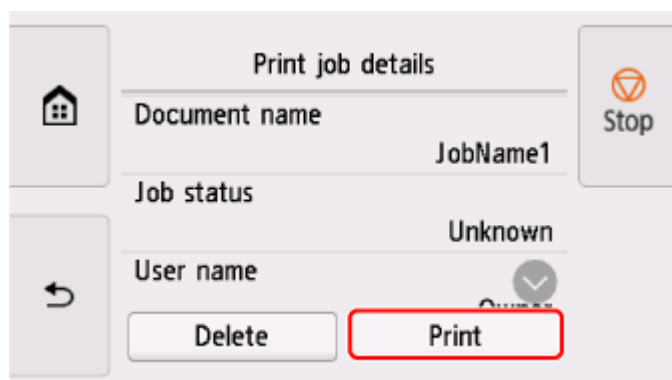 Print job details
Stop
Document name
JobName1
Job status
Unknown
User name
Delete
Print